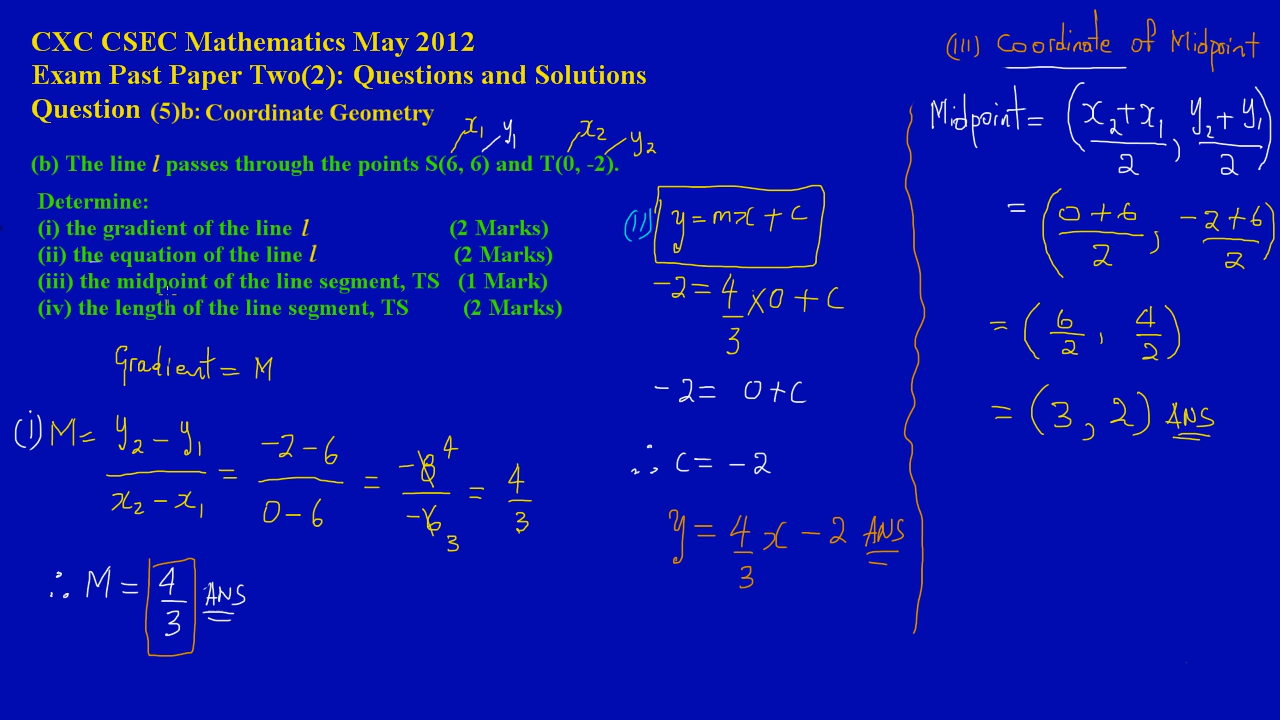 CXC CSEC Mathematics May 2012
Exam Past Paper Two(2): Questions and Solutions
Question (5)b: Coordinate Geometry
x₁ y₁ x₂ y₂
(b) The line l passes through the points S(6, 6) and T(0, -2).
Determine:
(i) the gradient of the line l (2 Marks)
(ii) the equation of the line l (2 Marks)
(iii) the midpoint of the line segment, TS (1 Mark)
(iv) the length of the line segment, TS (2 Marks)
Gradient = M
(i) M = (y₂ - y₁)/(x₂ - x₁) = (-2 - 6)/(0 - 6) = -8 4/-6 3 = 4/3
∴ M = 4/3 ANS
(ii) y = mx + c
-2 = 4/3 × 0 + c
-2 = 0 + c
∴ c = -2
y = 4/3 x - 2 ANS
(iii) Coordinate of Midpoint
Midpoint = ((x₂ + x₁)/2, (y₂ + y₁)/2)
= ((0 + 6)/2, (-2 + 6)/2)
= (6/2, 4/2)
= (3, 2) ANS